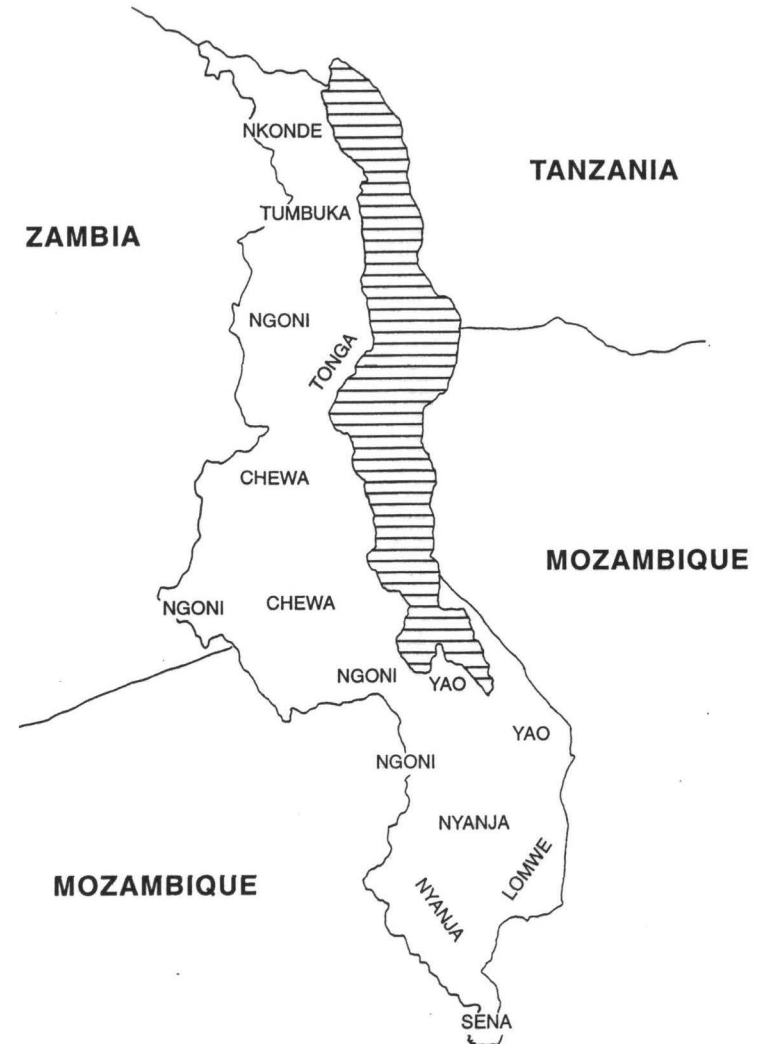 NKONDE
TANZANIA
TUMBUKA
ZAMBIA
NGONI
TONGA
CHEWA
MOZAMBIQUE
CHEWA
NGONI
NGONI
YAO
YAO
NGONI
NYANJA
LOMWE
MOZAMBIQUE
NYANJA
SENA